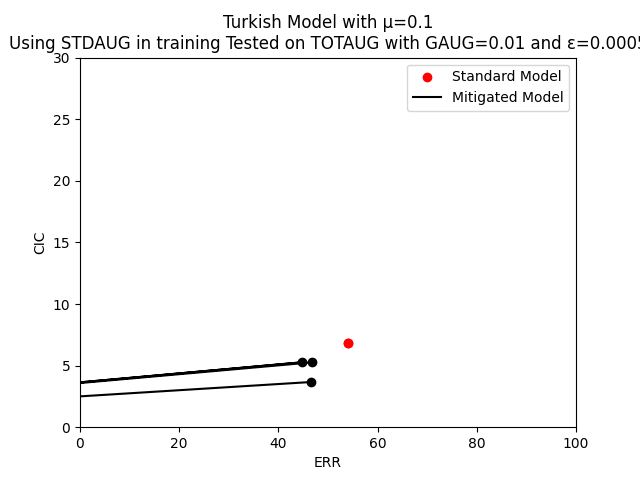 Turkish Model with μ=0.1
Using STDAUG in training Tested on TOTAUG with GAUG=0.01 and ε=0.0005
30
25
20
15
10
5
0
CIC
Standard Model
Mitigated Model
0 20 40 60 80 100
ERR